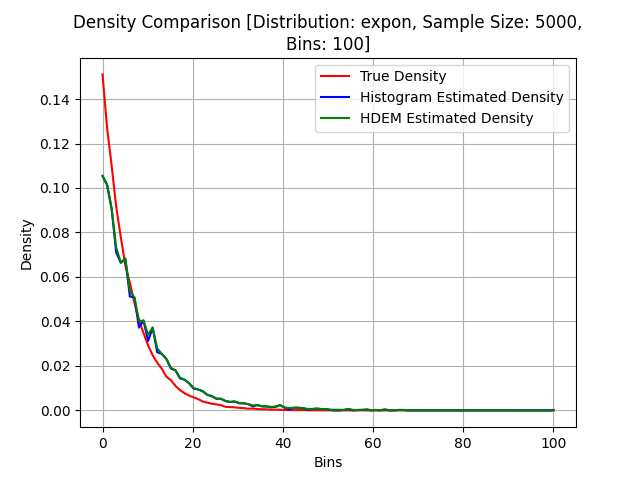 Density Comparison [Distribution: expon, Sample Size: 5000,
Bins: 100]
True Density
Histogram Estimated Density
HDEM Estimated Density
Density
0.14
0.12
0.10
0.08
0.06
0.04
0.02
0.00
0 20 40 60 80 100
Bins